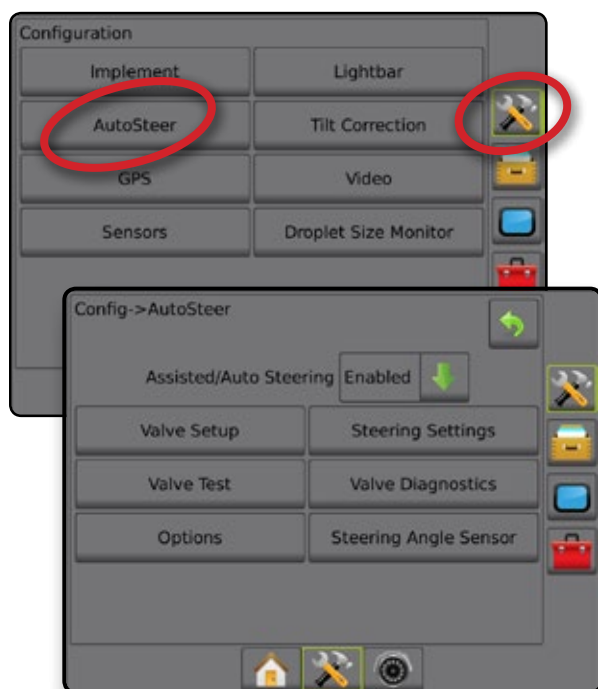 Configuration
Implement Lightbar
AutoSteer Tilt Correction
GPS Video
Sensors Droplet Size Monitor
Config->AutoSteer
Assisted/Auto Steering Enabled
Valve Setup Steering Settings
Valve Test Valve Diagnostics
Options Steering Angle Sensor